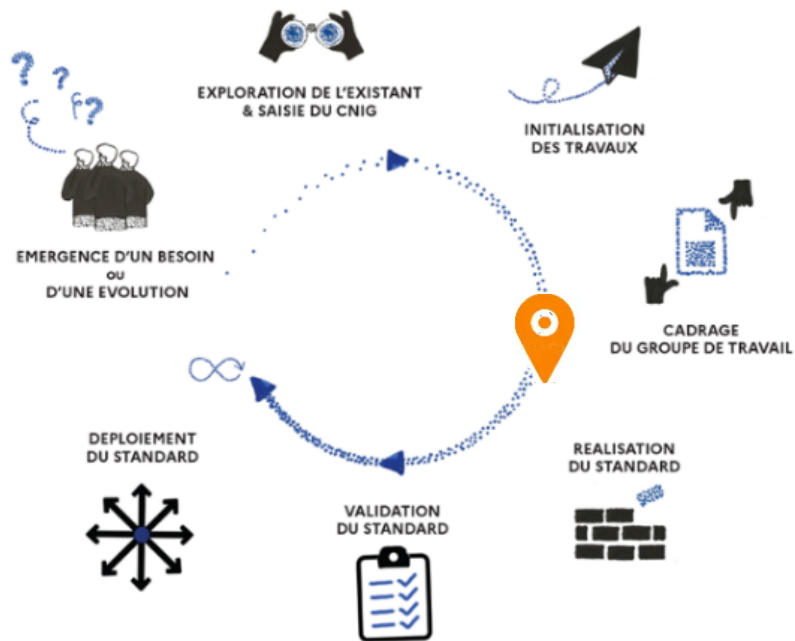 EXPLORATION DE L'EXISTANT
& SAISIE DU CNIG
INITIALISATION
DES TRAVAUX
EMERGENCE D'UN BESOIN
OU
D'UNE EVOLUTION
CADRAGE
DU GROUPE DE TRAVAIL
DEPLOIEMENT
DU STANDARD
REALISATION
DU STANDARD
VALIDATION
DU STANDARD